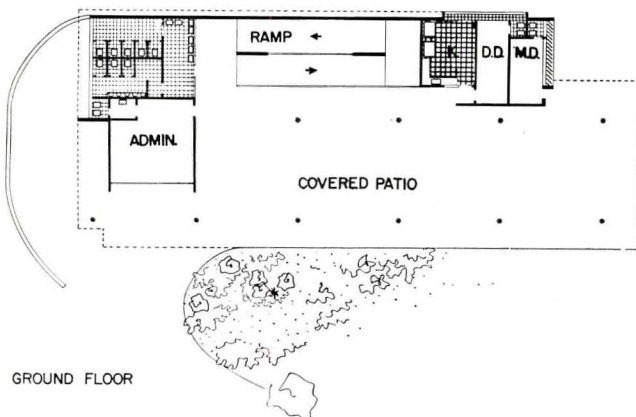 RAMP
K.
D.D.
M.D.
ADMIN.
COVERED PATIO
GROUND FLOOR